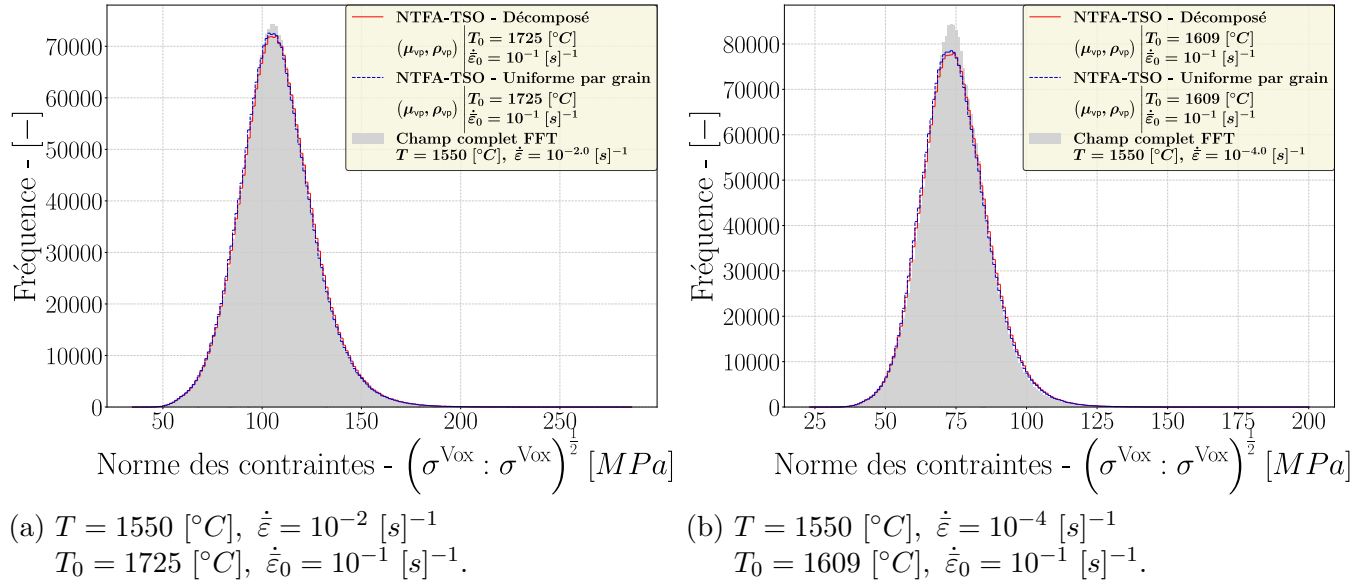 NTFA-TSO - Décomposé
(μvp, ρvp) | T0 = 1725 [°C]
ε̇̄0 = 10^-1 [s]^-1
NTFA-TSO - Uniforme par grain
(μvp, ρvp) | T0 = 1725 [°C]
ε̇̄0 = 10^-1 [s]^-1
Champ complet FFT
T = 1550 [°C], ε̇̄ = 10^-2.0 [s]^-1
Fréquence - [−]
70000
60000
50000
40000
30000
20000
10000
0
50 100 150 200 250
Norme des contraintes - (σ^Vox : σ^Vox)^1/2 [MPa]
(a) T = 1550 [°C], ε̇̄ = 10^-2 [s]^-1
T0 = 1725 [°C], ε̇̄0 = 10^-1 [s]^-1.
NTFA-TSO - Décomposé
(μvp, ρvp) | T0 = 1609 [°C]
ε̇̄0 = 10^-1 [s]^-1
NTFA-TSO - Uniforme par grain
(μvp, ρvp) | T0 = 1609 [°C]
ε̇̄0 = 10^-1 [s]^-1
Champ complet FFT
T = 1550 [°C], ε̇̄ = 10^-4.0 [s]^-1
Fréquence - [−]
80000
70000
60000
50000
40000
30000
20000
10000
0
25 50 75 100 125 150 175 200
Norme des contraintes - (σ^Vox : σ^Vox)^1/2 [MPa]
(b) T = 1550 [°C], ε̇̄ = 10^-4 [s]^-1
T0 = 1609 [°C], ε̇̄0 = 10^-1 [s]^-1.